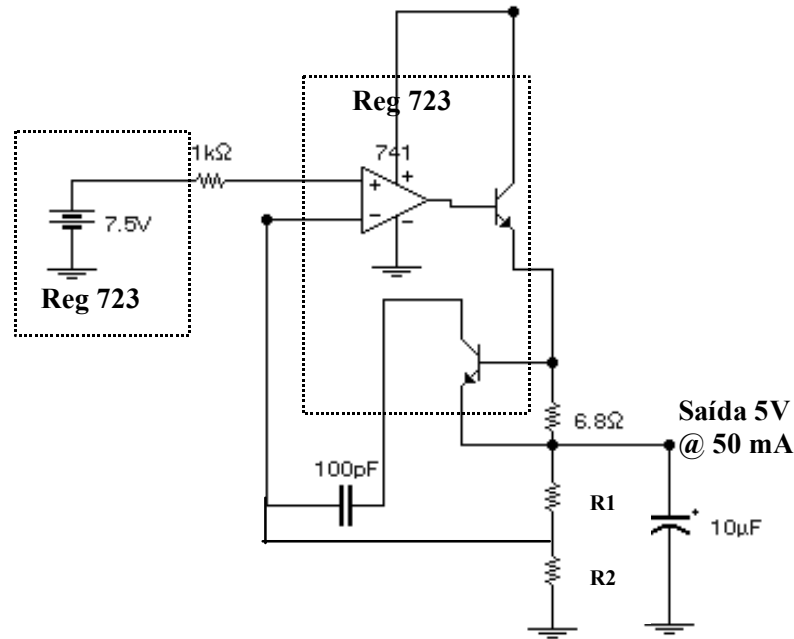 Reg 723
741
+
1kΩ
+
−
−
7.5V
Reg 723
6.8Ω
Saída 5V
@ 50 mA
100pF
R1
+
10µF
R2